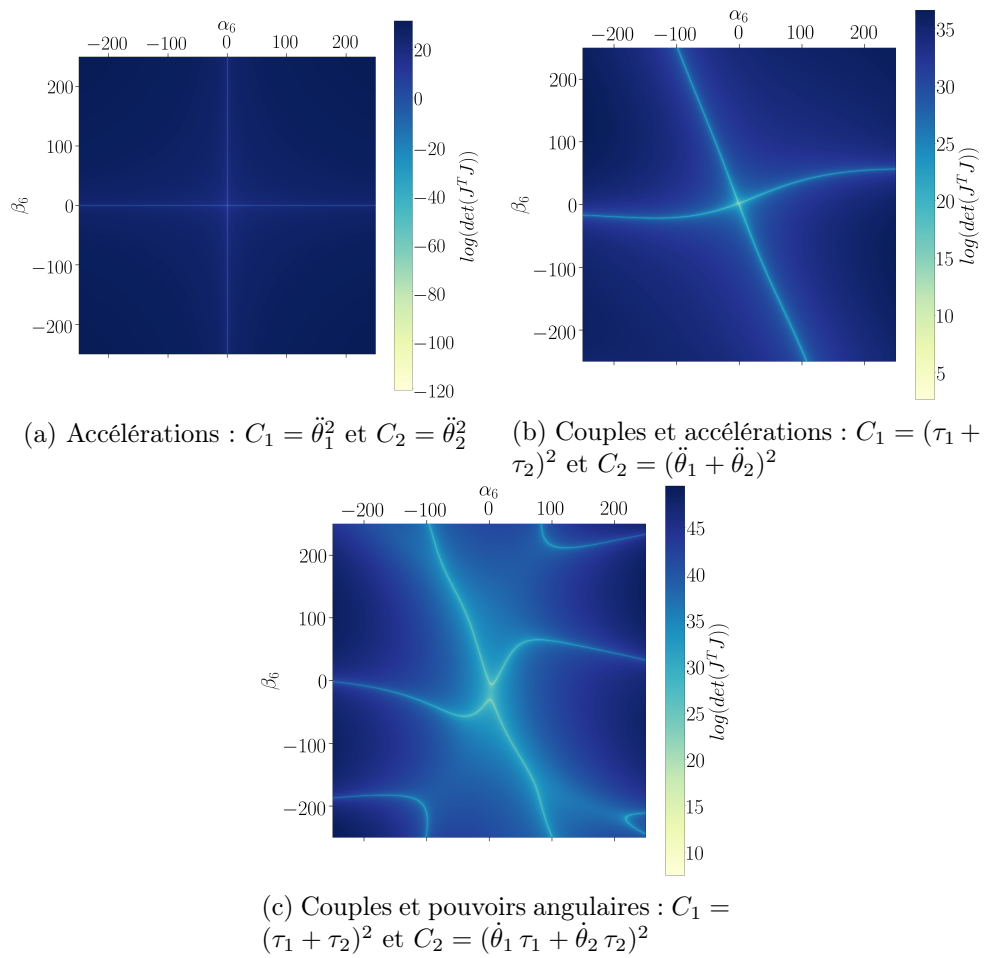 α₆
−200 −100 0 100 200
200
100
0
−100
−200
β₆
20
0
−20
−40
−60
−80
−100
−120
log(det(JᵀJ))
(a) Accélérations : C₁ = θ̈₁² et C₂ = θ̈₂²
α₆
−200 −100 0 100 200
200
100
0
−100
−200
β₆
35
30
25
20
15
10
5
log(det(JᵀJ))
(b) Couples et accélérations : C₁ = (τ₁ +
τ₂)² et C₂ = (θ̈₁ + θ̈₂)²
α₆
−200 −100 0 100 200
200
100
0
−100
−200
β₆
45
40
35
30
25
20
15
10
log(det(JᵀJ))
(c) Couples et pouvoirs angulaires : C₁ =
(τ₁ + τ₂)² et C₂ = (θ̇₁ τ₁ + θ̇₂ τ₂)²